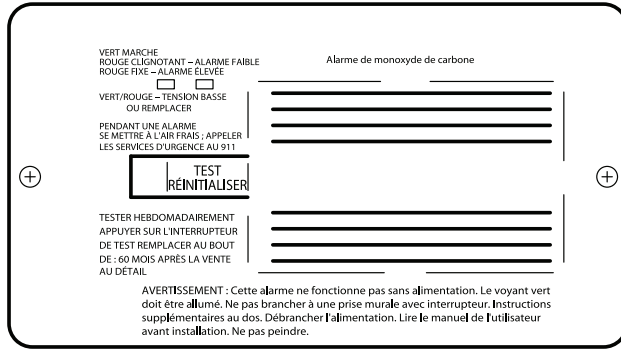 VERT MARCHE
ROUGE CLIGNOTANT – ALARME FAÍBLE
ROUGE FIXE – ALARME ÉLEVÉE
VERT/ROUGE – TENSION BASSE
OU REMPLACER
PENDANT UNE ALARME
SE METTRE À L'AIR FRAIS ; APPELER
LES SERVICES D'URGENCE AU 911
TEST
RÉINITIALISER
TESTER HEBDOMADAIREMENT
APPUYER SUR L'INTERRUPTEUR
DE TEST REMPLACER AU BOUT
DE : 60 MOIS APRÈS LA VENTE
AU DÉTAIL
Alarme de monoxyde de carbone
AVERTISSEMENT : Cette alarme ne fonctionne pas sans alimentation. Le voyant vert
doit être allumé. Ne pas brancher à une prise murale avec interrupteur. Instructions
supplémentaires au dos. Débrancher l'alimentation. Lire le manuel de l'utilisateur
avant installation. Ne pas peindre.